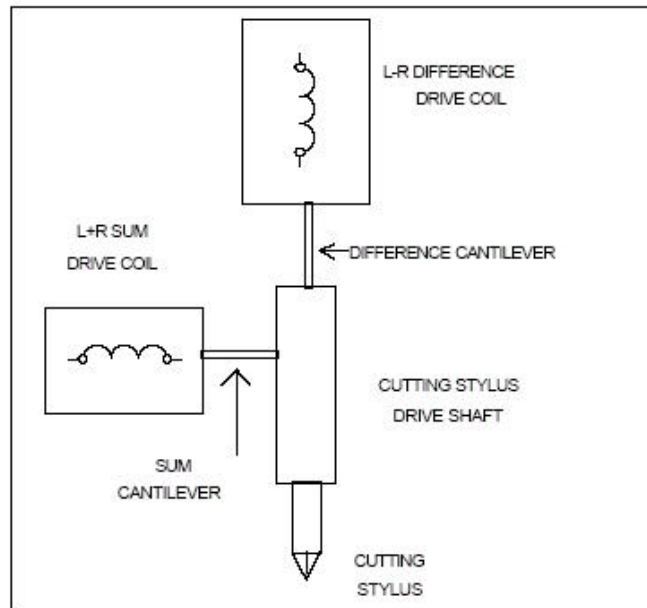 L-R DIFFERENCE
DRIVE COIL
L+R SUM
DRIVE COIL
DIFFERENCE CANTILEVER
CUTTING STYLUS
DRIVE SHAFT
SUM
CANTILEVER
CUTTING
STYLUS